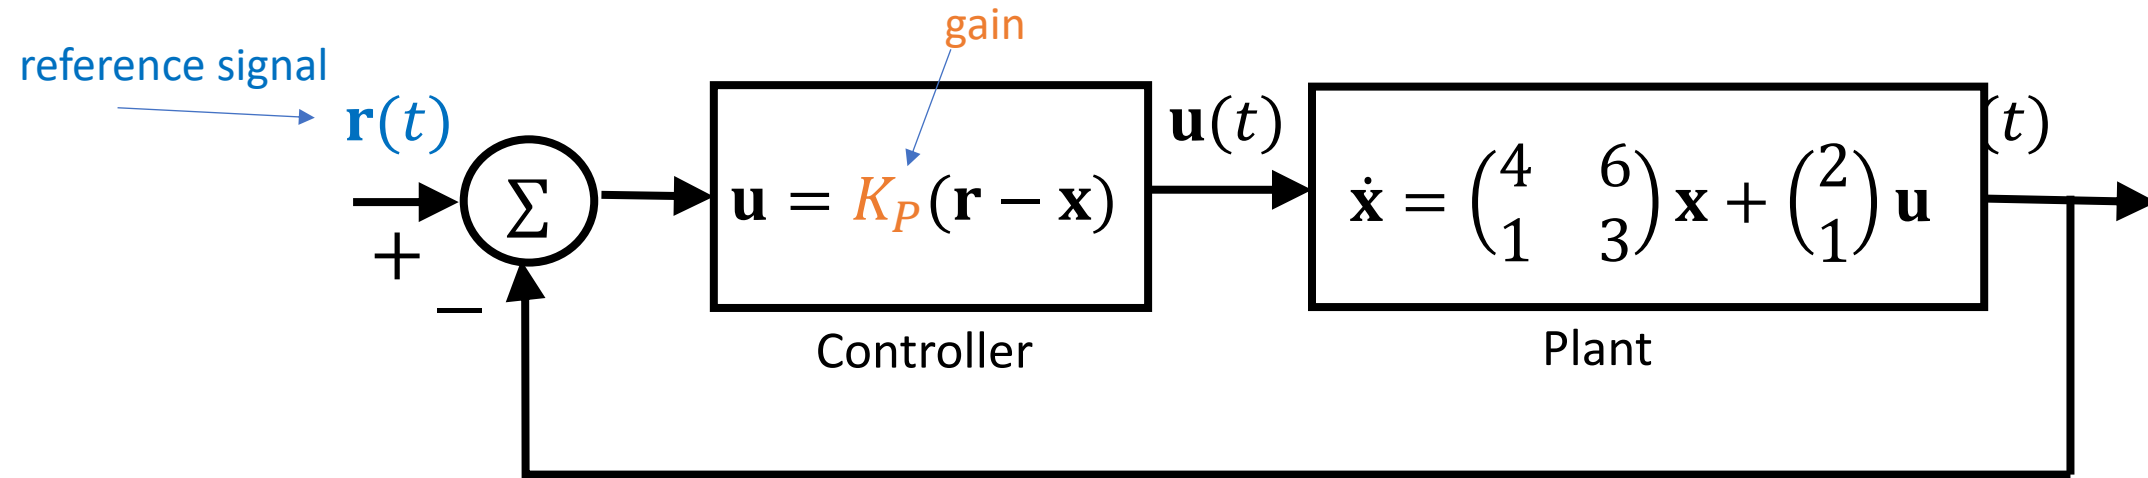 gain
reference signal
r(t)
u(t)
(t)
Σ
u = K_P(r − x)
ẋ = (4 6
1 3) x + (2
1) u
+
−
Controller
Plant